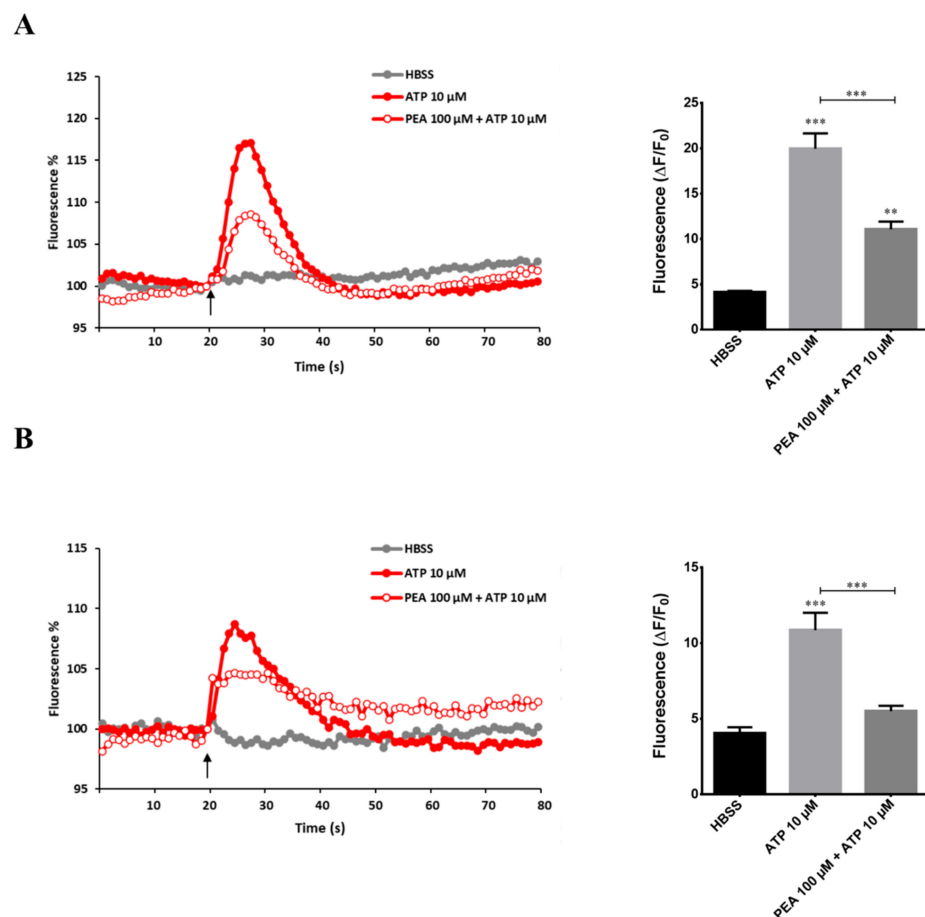 A
HBSS
ATP 10 µM
PEA 100 µM + ATP 10 µM
125
120
115
110
105
100
95
10
20
30
40
50
60
70
80
Fluorescence %
Time (s)
25
20
15
10
5
0
Fluorescence (ΔF/F0)
***
***
**
HBSS
ATP 10 µM
PEA 100 µM + ATP 10 µM
B
HBSS
ATP 10 µM
PEA 100 µM + ATP 10 µM
115
110
105
100
95
10
20
30
40
50
60
70
80
Fluorescence %
Time (s)
15
10
5
0
Fluorescence (ΔF/F0)
***
***
HBSS
ATP 10 µM
PEA 100 µM + ATP 10 µM